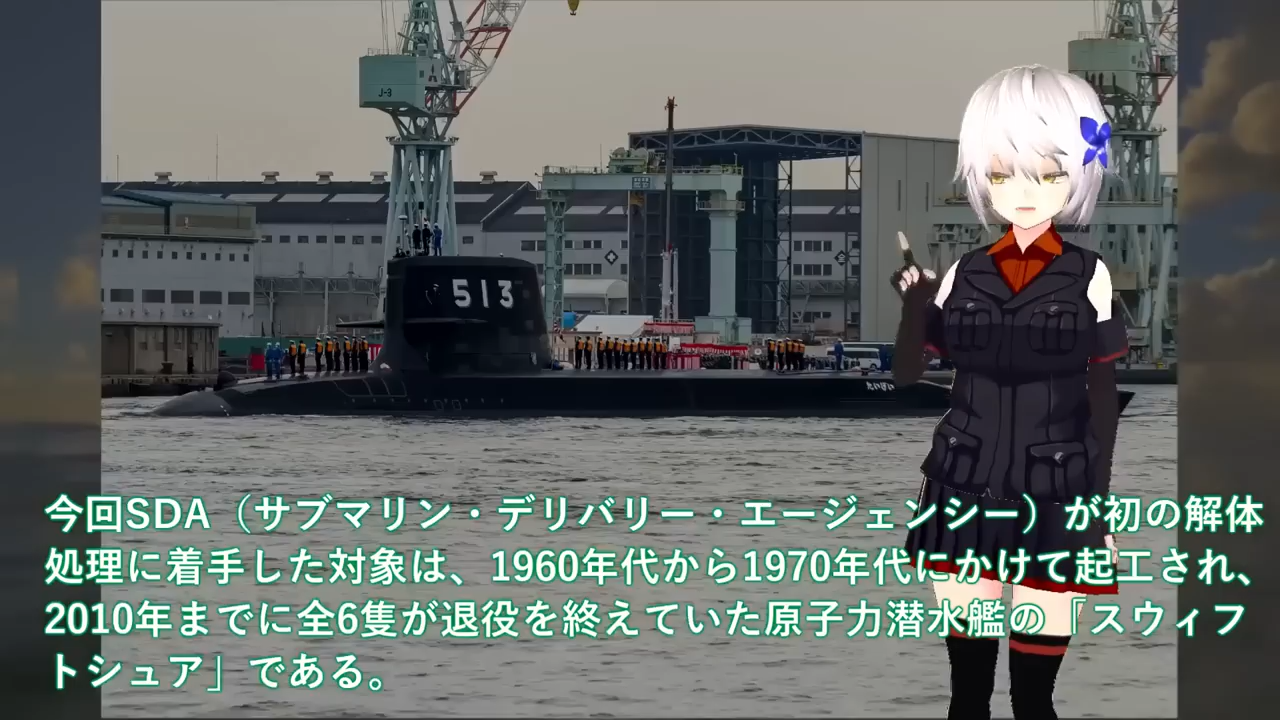 J-3
513
たいげい
今回SDA（サブマリン・デリバリー・エージェンシー）が初の解体
処理に着手した対象は、1960年代から1970年代にかけて起工され、
2010年までに全6隻が退役を終えていた原子力潜水艦の「スウィフ
トシュア」である。